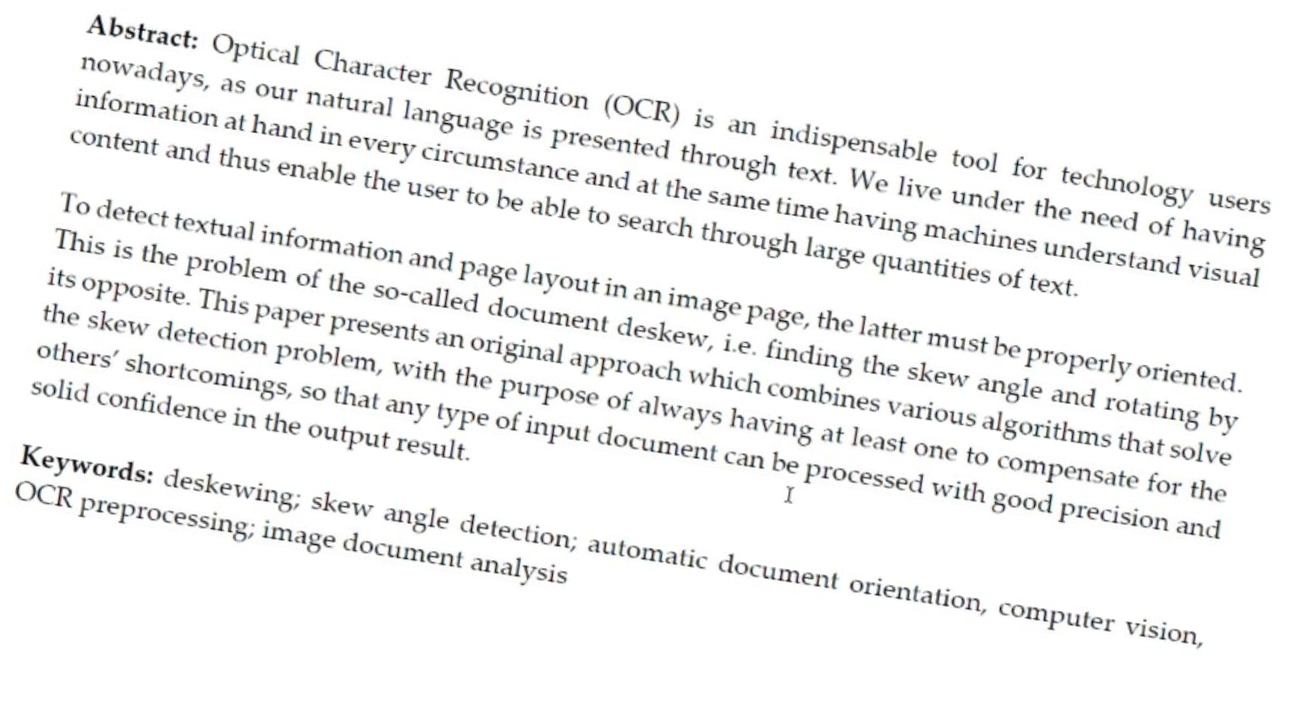 Abstract: Optical Character Recognition (OCR) is an indispensable tool for technology users
nowadays, as our natural language is presented through text. We live under the need of having
information at hand in every circumstance and at the same time having machines understand visual
content and thus enable the user to be able to search through large quantities of text.
To detect textual information and page layout in an image page, the latter must be properly oriented.
This is the problem of the so-called document deskew, i.e. finding the skew angle and rotating by
its opposite. This paper presents an original approach which combines various algorithms that solve
the skew detection problem, with the purpose of always having at least one to compensate for the
others' shortcomings, so that any type of input document can be processed with good precision and
solid confidence in the output result.
Keywords: deskewing; skew angle detection; automatic document orientation, computer vision,
OCR preprocessing; image document analysis